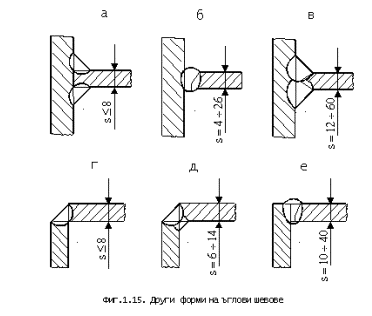 а б в
s ≤ 8 s = 4 ÷ 26 s = 12 ÷ 60
г д е
s ≤ 8 s = 6 ÷ 14 s = 10 ÷ 40
Фиг.1.15. Други форми на ъглови шевове